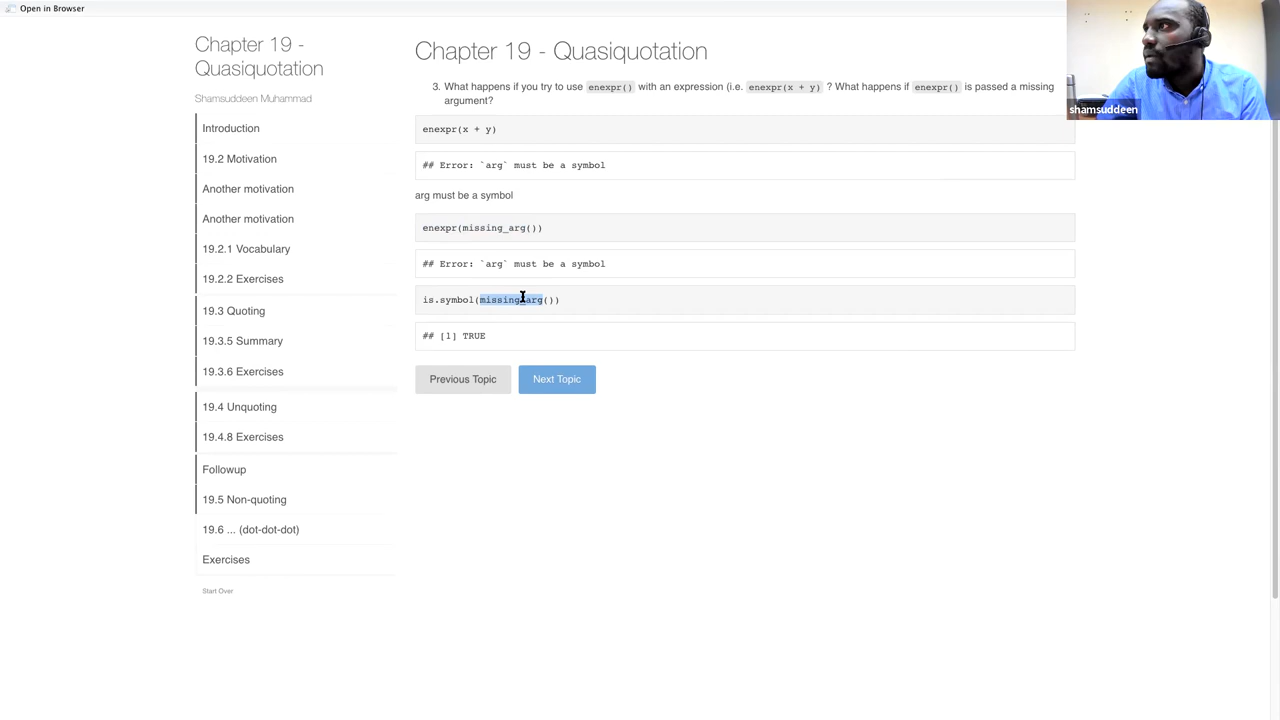 Open in Browser
Chapter 19 -
Quasiquotation
Shamsuddeen Muhammad
Introduction
19.2 Motivation
Another motivation
Another motivation
19.2.1 Vocabulary
19.2.2 Exercises
19.3 Quoting
19.3.5 Summary
19.3.6 Exercises
19.4 Unquoting
19.4.8 Exercises
Followup
19.5 Non-quoting
19.6 ... (dot-dot-dot)
Exercises
Start Over
Chapter 19 - Quasiquotation
3. What happens if you try to use enexpr() with an expression (i.e. enexpr(x + y) ? What happens if enexpr() is passed a missing
argument?
enexpr(x + y)
## Error: `arg` must be a symbol
arg must be a symbol
enexpr(missing_arg())
## Error: `arg` must be a symbol
is.symbol(missing_arg())
## [1] TRUE
Previous Topic
Next Topic
shamsuddeen